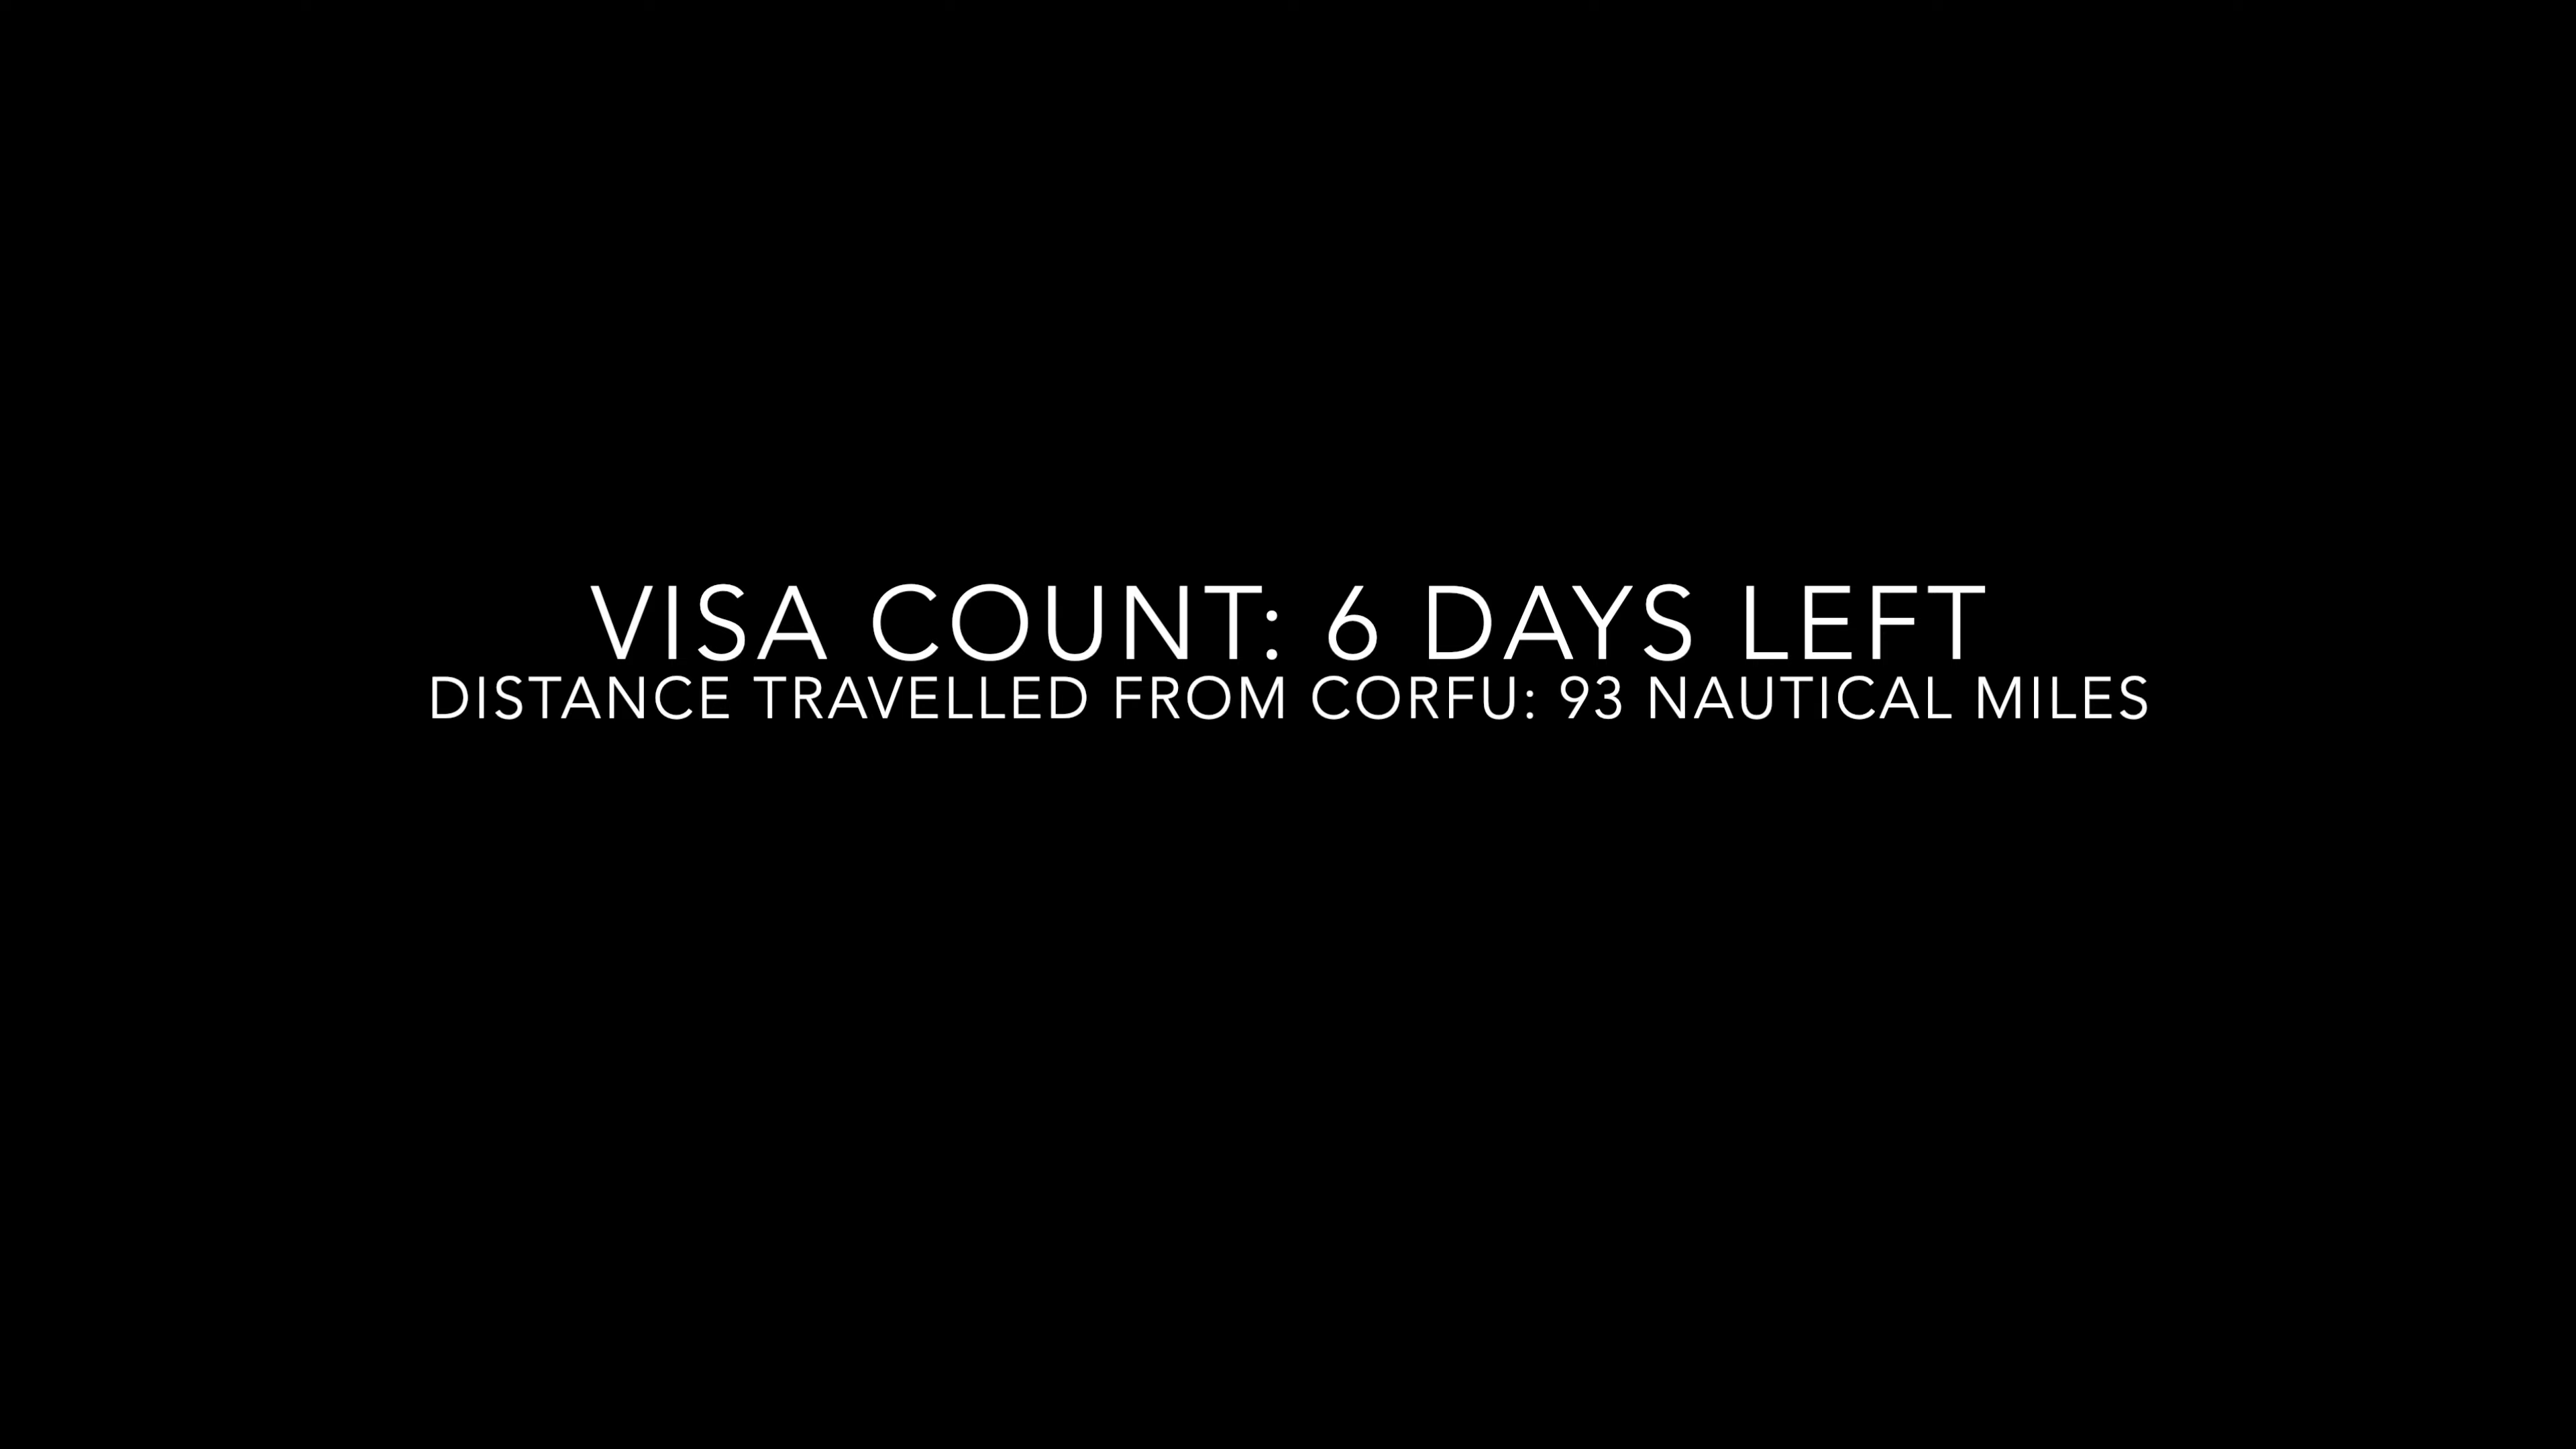 VISA COUNT: 6 DAYS LEFT
DISTANCE TRAVELLED FROM CORFU: 93 NAUTICAL MILES